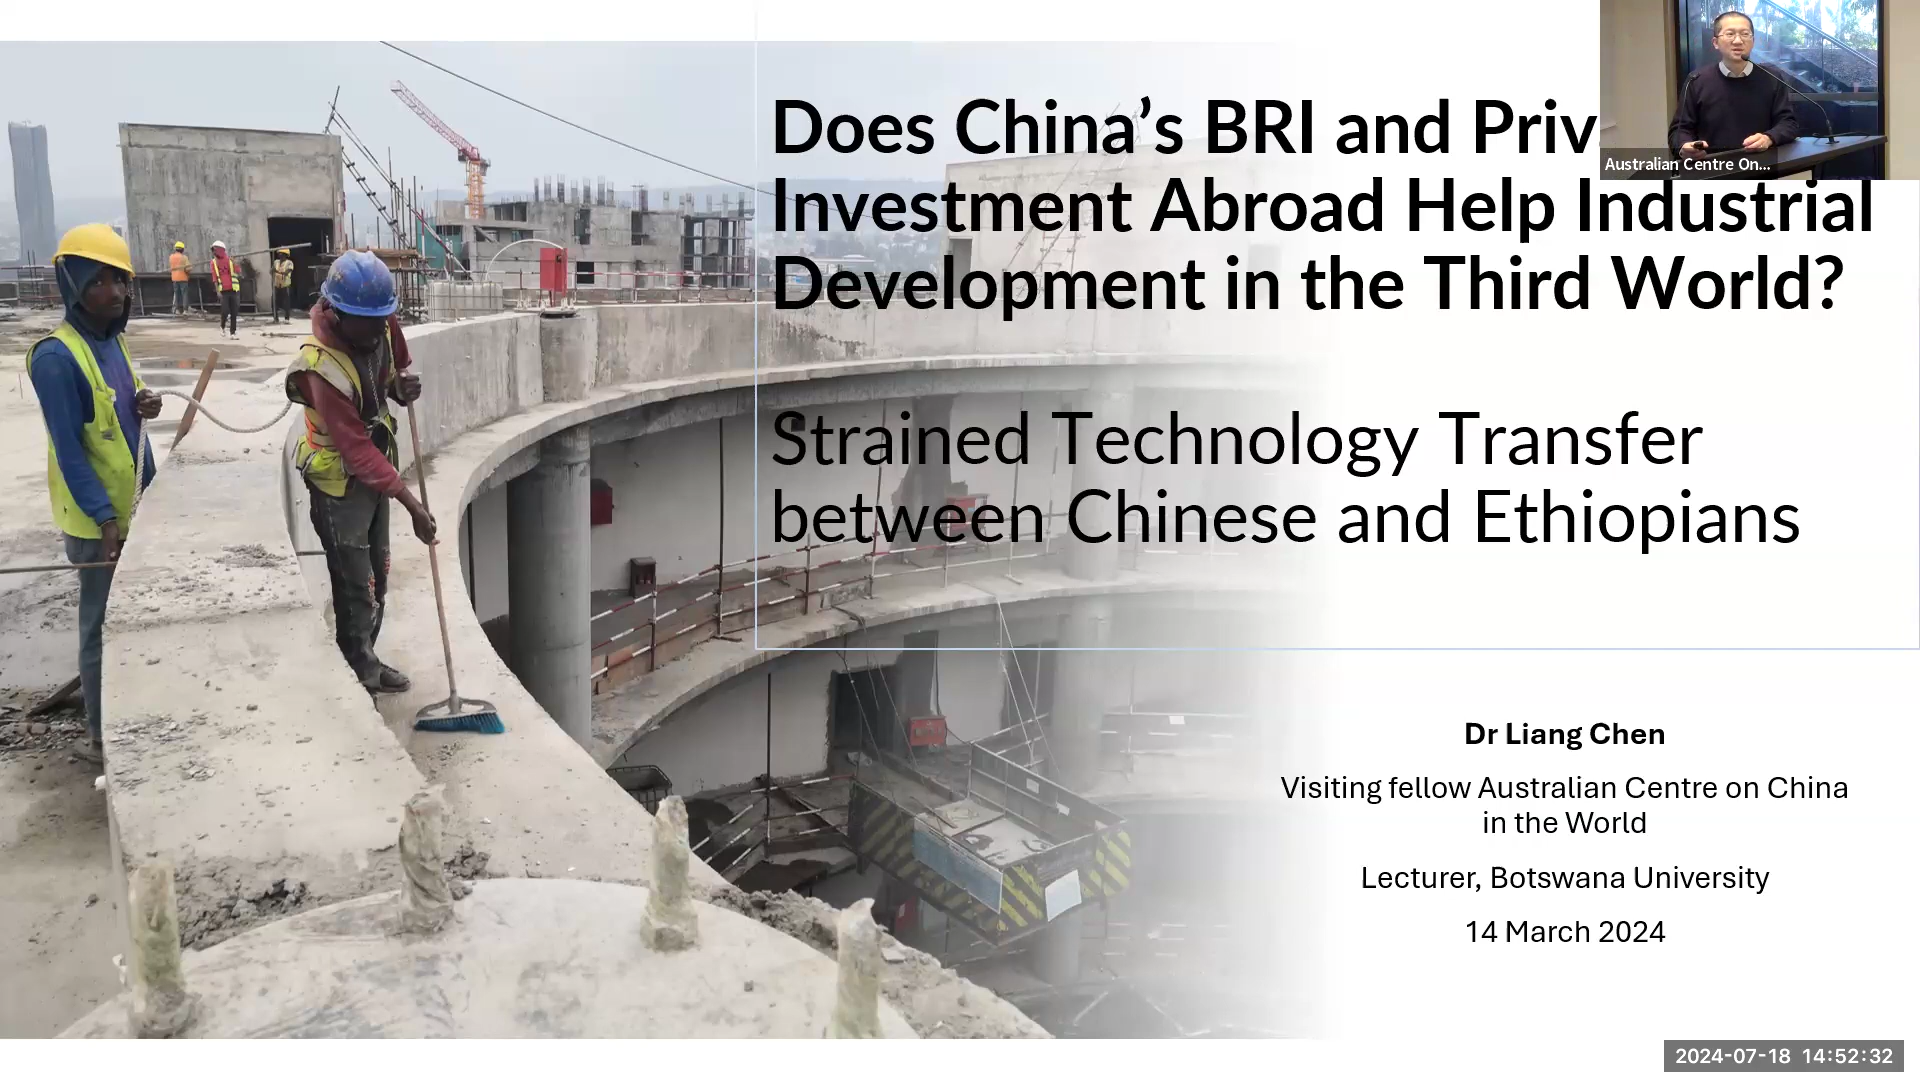 Does China’s BRI and Priv
Investment Abroad Help Industrial
Development in the Third World?
Strained Technology Transfer
between Chinese and Ethiopians
Australian Centre On...
Dr Liang Chen
Visiting fellow Australian Centre on China
in the World
Lecturer, Botswana University
14 March 2024
2024-07-18 14:52:32